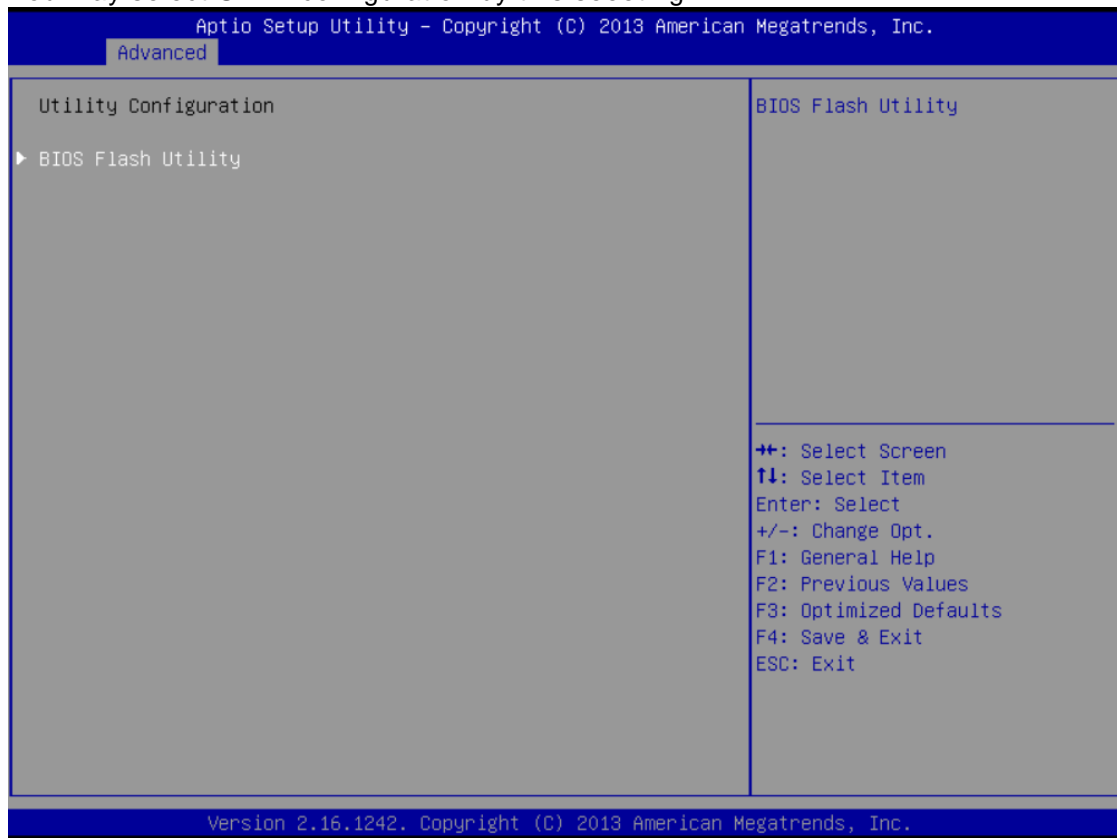 Aptio Setup Utility – Copyright (C) 2013 American Megatrends, Inc.
Advanced
Utility Configuration
BIOS Flash Utility
BIOS Flash Utility
→←: Select Screen
↑↓: Select Item
Enter: Select
+/-: Change Opt.
F1: General Help
F2: Previous Values
F3: Optimized Defaults
F4: Save & Exit
ESC: Exit
Version 2.16.1242. Copyright (C) 2013 American Megatrends, Inc.